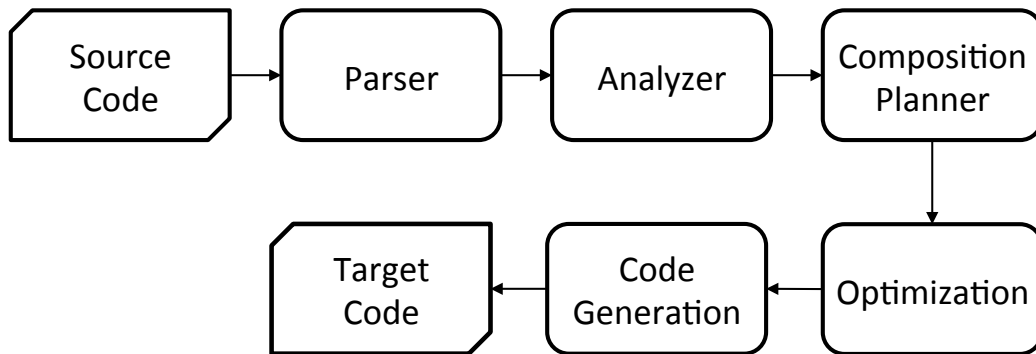 Source
Code
Parser
Analyzer
Composition
Planner
Target
Code
Code
Generation
Optimization